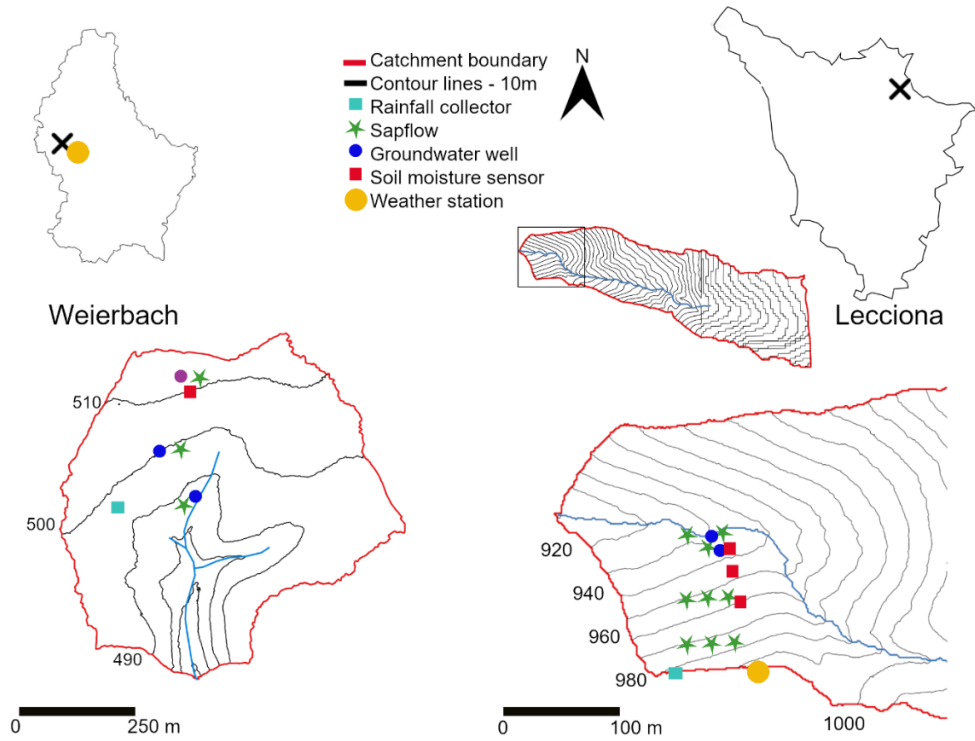 N
Catchment boundary
Contour lines - 10m
Rainfall collector
Sapflow
Groundwater well
Soil moisture sensor
Weather station
Weierbach
Lecciona
510
500
490
0 250 m
920
940
960
980
1000
0 100 m